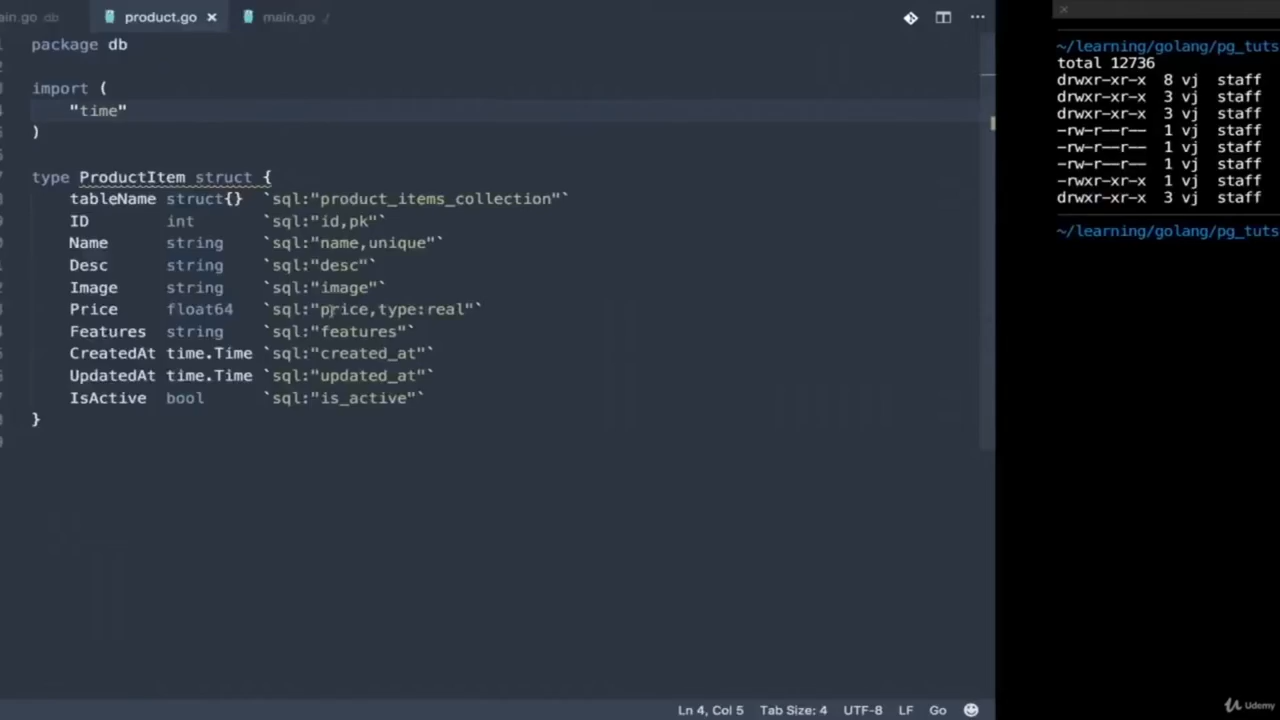 ain.go db product.go × main.go /
package db
import (
"time"
)
type ProductItem struct {
tableName struct{} `sql:"product_items_collection"`
ID int `sql:"id,pk"`
Name string `sql:"name,unique"`
Desc string `sql:"desc"`
Image string `sql:"image"`
Price float64 `sql:"price,type:real"`
Features string `sql:"features"`
CreatedAt time.Time `sql:"created_at"`
UpdatedAt time.Time `sql:"updated_at"`
IsActive bool `sql:"is_active"`
}
Ln 4, Col 5 Tab Size: 4 UTF-8 LF Go
~/learning/golang/pg_tuts
total 12736
drwxr-xr-x 8 vj staff
drwxr-xr-x 3 vj staff
drwxr-xr-x 3 vj staff
-rw-r--r-- 1 vj staff
-rw-r--r-- 1 vj staff
-rw-r--r-- 1 vj staff
-rwxr-xr-x 1 vj staff
drwxr-xr-x 3 vj staff
~/learning/golang/pg_tuts
Udemy